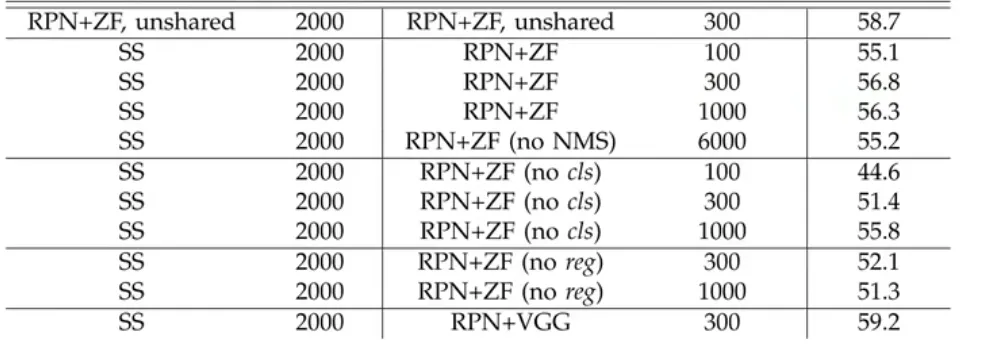 RPN+ZF, unshared 2000 RPN+ZF, unshared 300 58.7
SS 2000 RPN+ZF 100 55.1
SS 2000 RPN+ZF 300 56.8
SS 2000 RPN+ZF 1000 56.3
SS 2000 RPN+ZF (no NMS) 6000 55.2
SS 2000 RPN+ZF (no cls) 100 44.6
SS 2000 RPN+ZF (no cls) 300 51.4
SS 2000 RPN+ZF (no cls) 1000 55.8
SS 2000 RPN+ZF (no reg) 300 52.1
SS 2000 RPN+ZF (no reg) 1000 51.3
SS 2000 RPN+VGG 300 59.2